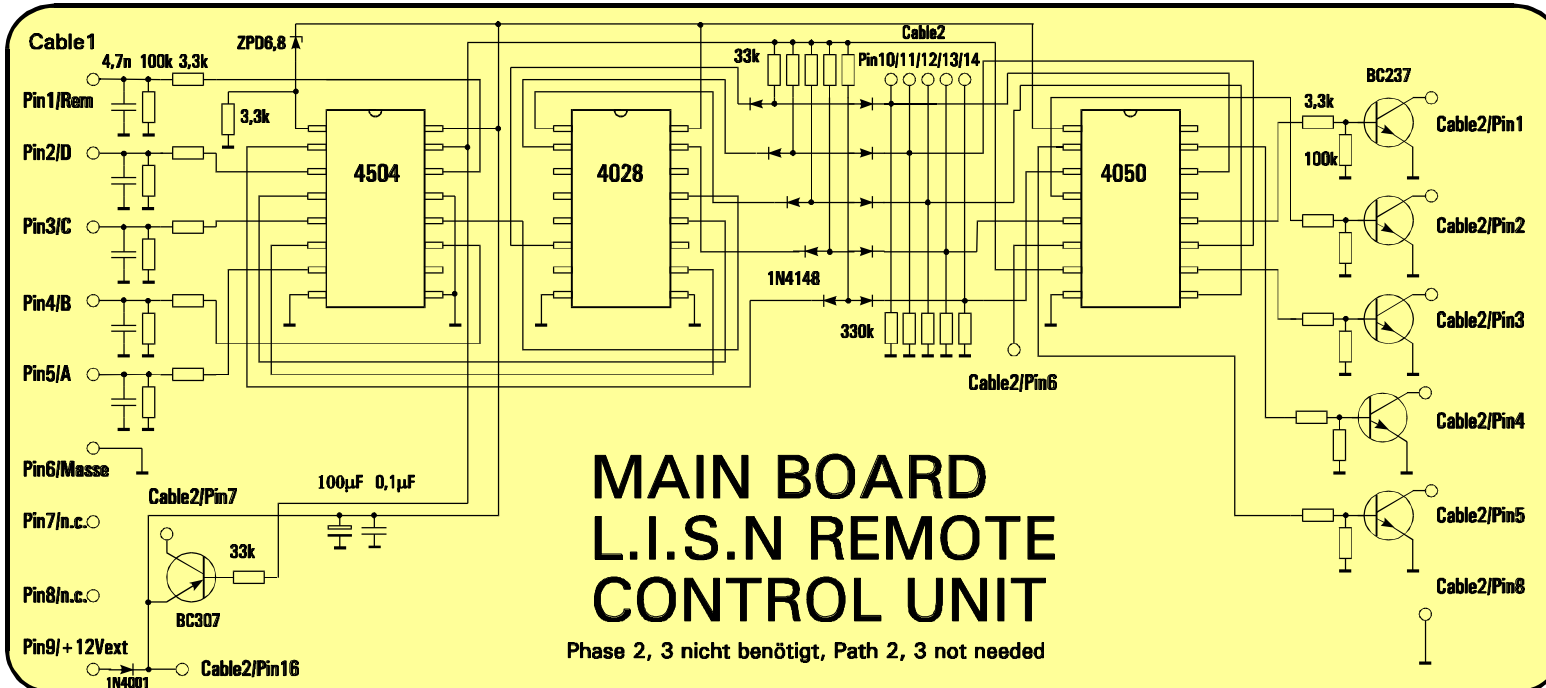 Cable1
4,7n 100k 3,3k
Pin1/Rem
ZPD6,8
3,3k
Pin2/D
Pin3/C
Pin4/B
Pin5/A
Pin6/Masse
Cable2/Pin7
Pin7/n.c.
33k
Pin8/n.c.
BC307
Pin9/+12Vext
1N4001
Cable2/Pin16
100µF 0,1µF
4504
4028
33k
Cable2
Pin10/11/12/13/14
1N4148
330k
Cable2/Pin6
4050
BC237
3,3k
100k
Cable2/Pin1
Cable2/Pin2
Cable2/Pin3
Cable2/Pin4
Cable2/Pin5
Cable2/Pin8
MAIN BOARD
L.I.S.N REMOTE
CONTROL UNIT
Phase 2, 3 nicht benötigt, Path 2, 3 not needed